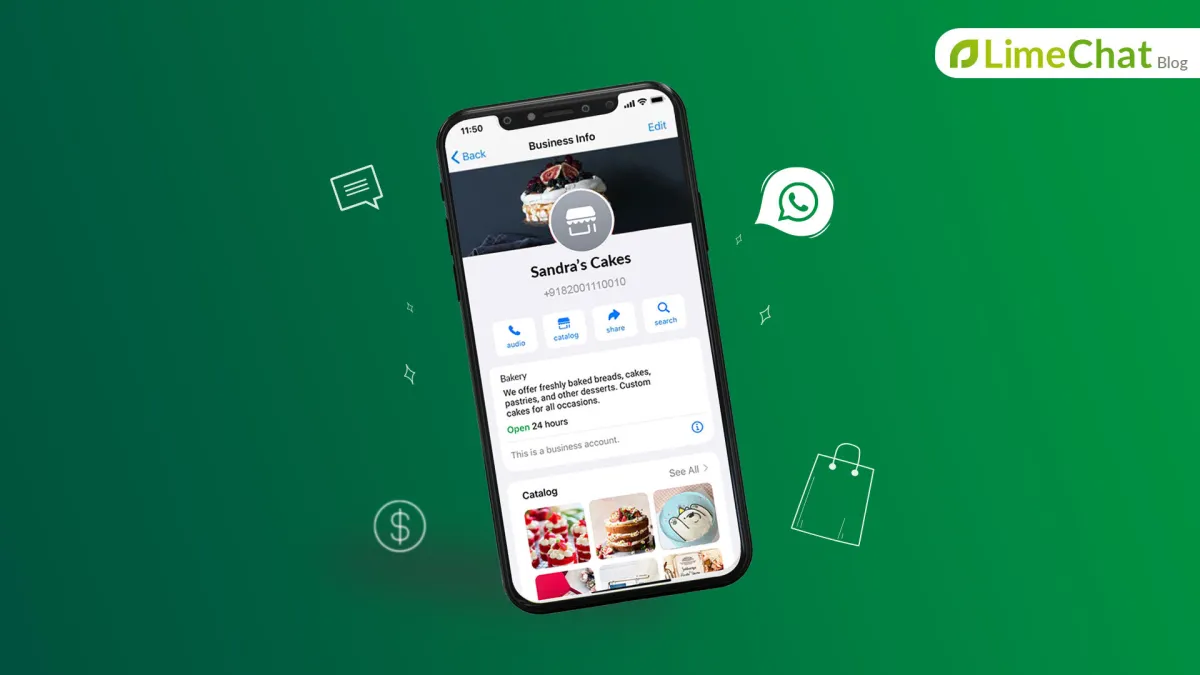 LimeChat Blog
11:50
Back
Business Info
Edit
Sandra's Cakes
+9182001110010
audio
catalog
share
search
Bakery
We offer freshly baked breads, cakes,
pastries, and other desserts. Custom
cakes for all occasions.
Open 24 hours
This is a business account.
Catalog
See All
$